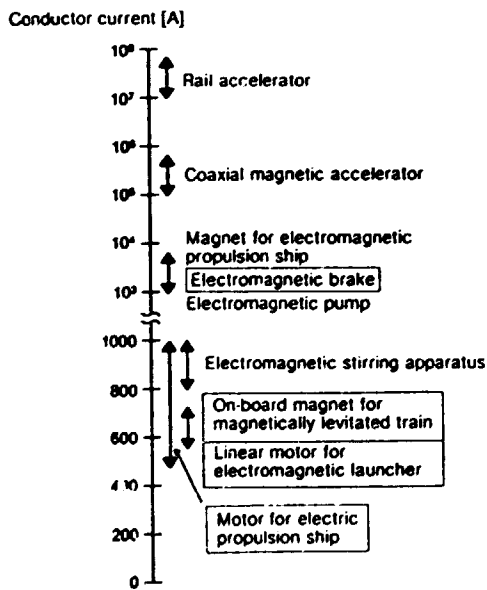 Conductor current [A]
10⁸
Rail accelerator
10⁷
10⁶
Coaxial magnetic accelerator
10⁵
10⁴
Magnet for electromagnetic
propulsion ship
Electromagnetic brake
10³
Electromagnetic pump
1000
Electromagnetic stirring apparatus
800
On-board magnet for
magnetically levitated train
600
Linear motor for
electromagnetic launcher
Motor for electric
propulsion ship
200
0